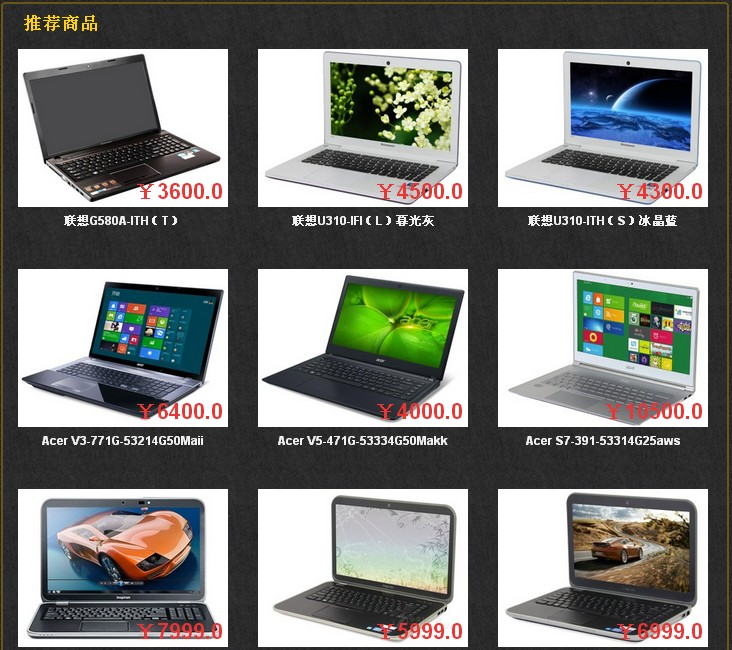 推荐商品
￥3600.0
￥4500.0
￥4300.0
联想G580A-ITH（T）
联想U310-IFI（L）暮光灰
联想U310-ITH（S）冰晶蓝
￥6400.0
￥4000.0
￥10500.0
Acer V3-771G-53214G50Maii
Acer V5-471G-53334G50Makk
Acer S7-391-53314G25aws
￥7999.0
￥5999.0
￥6999.0